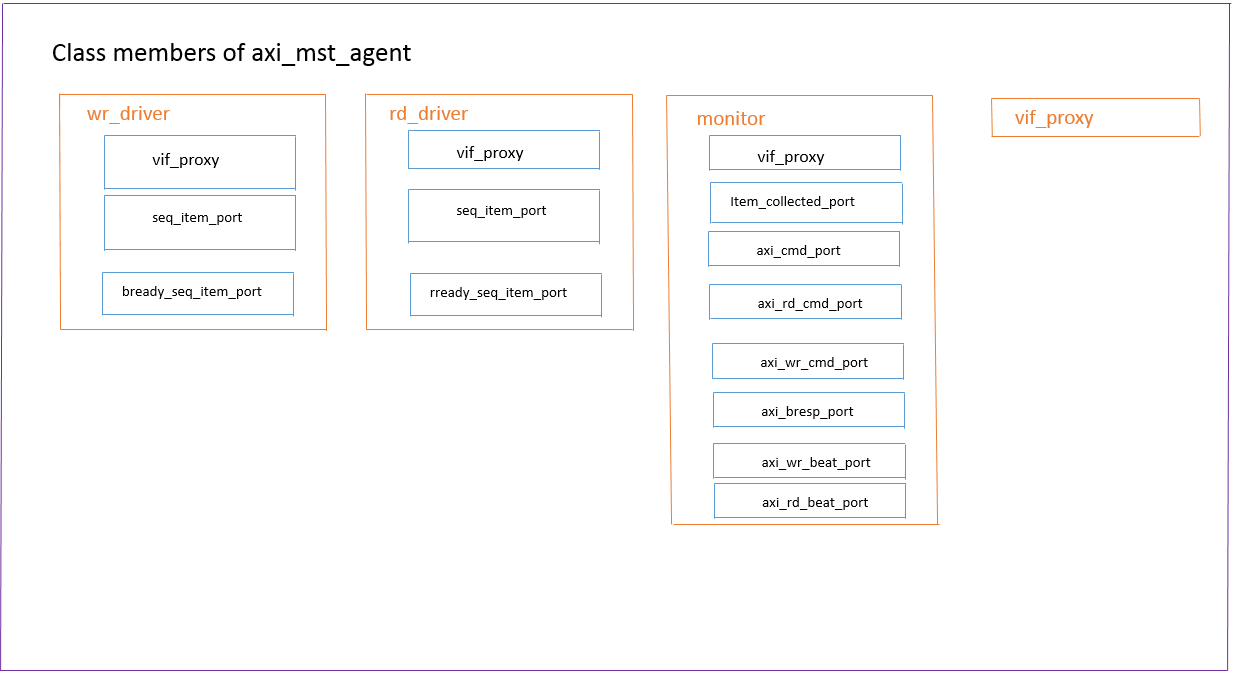 Class members of axi_mst_agent
wr_driver
vif_proxy
seq_item_port
bready_seq_item_port
rd_driver
vif_proxy
seq_item_port
rready_seq_item_port
monitor
vif_proxy
Item_collected_port
axi_cmd_port
axi_rd_cmd_port
axi_wr_cmd_port
axi_bresp_port
axi_wr_beat_port
axi_rd_beat_port
vif_proxy